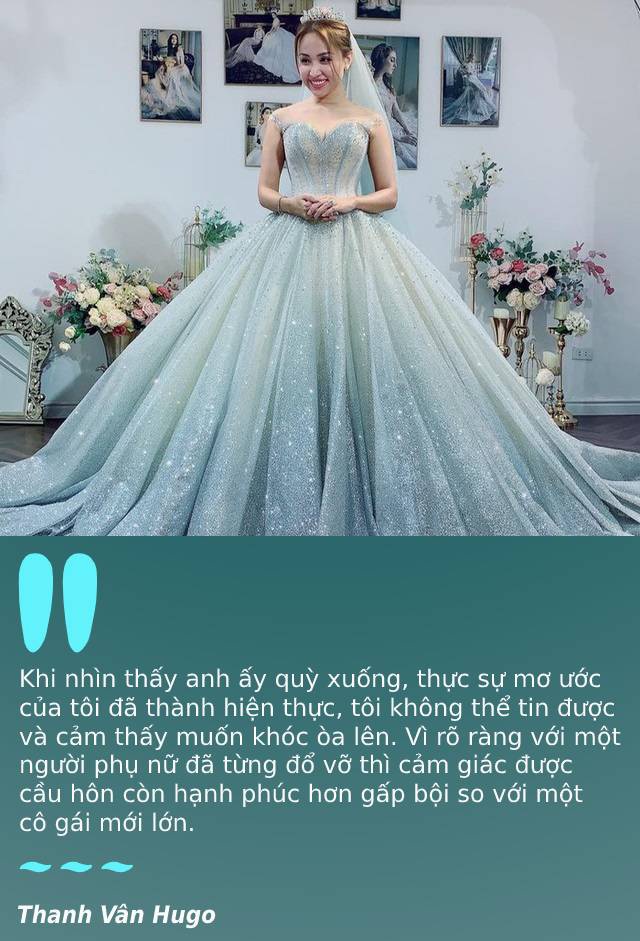 Khi nhìn thấy anh ấy quỳ xuống, thực sự mơ ước
của tôi đã thành hiện thực, tôi không thể tin được
và cảm thấy muốn khóc òa lên. Vì rõ ràng với một
người phụ nữ đã từng đổ vỡ thì cảm giác được
cầu hôn còn hạnh phúc hơn gấp bội so với một
cô gái mới lớn.
Thanh Vân Hugo